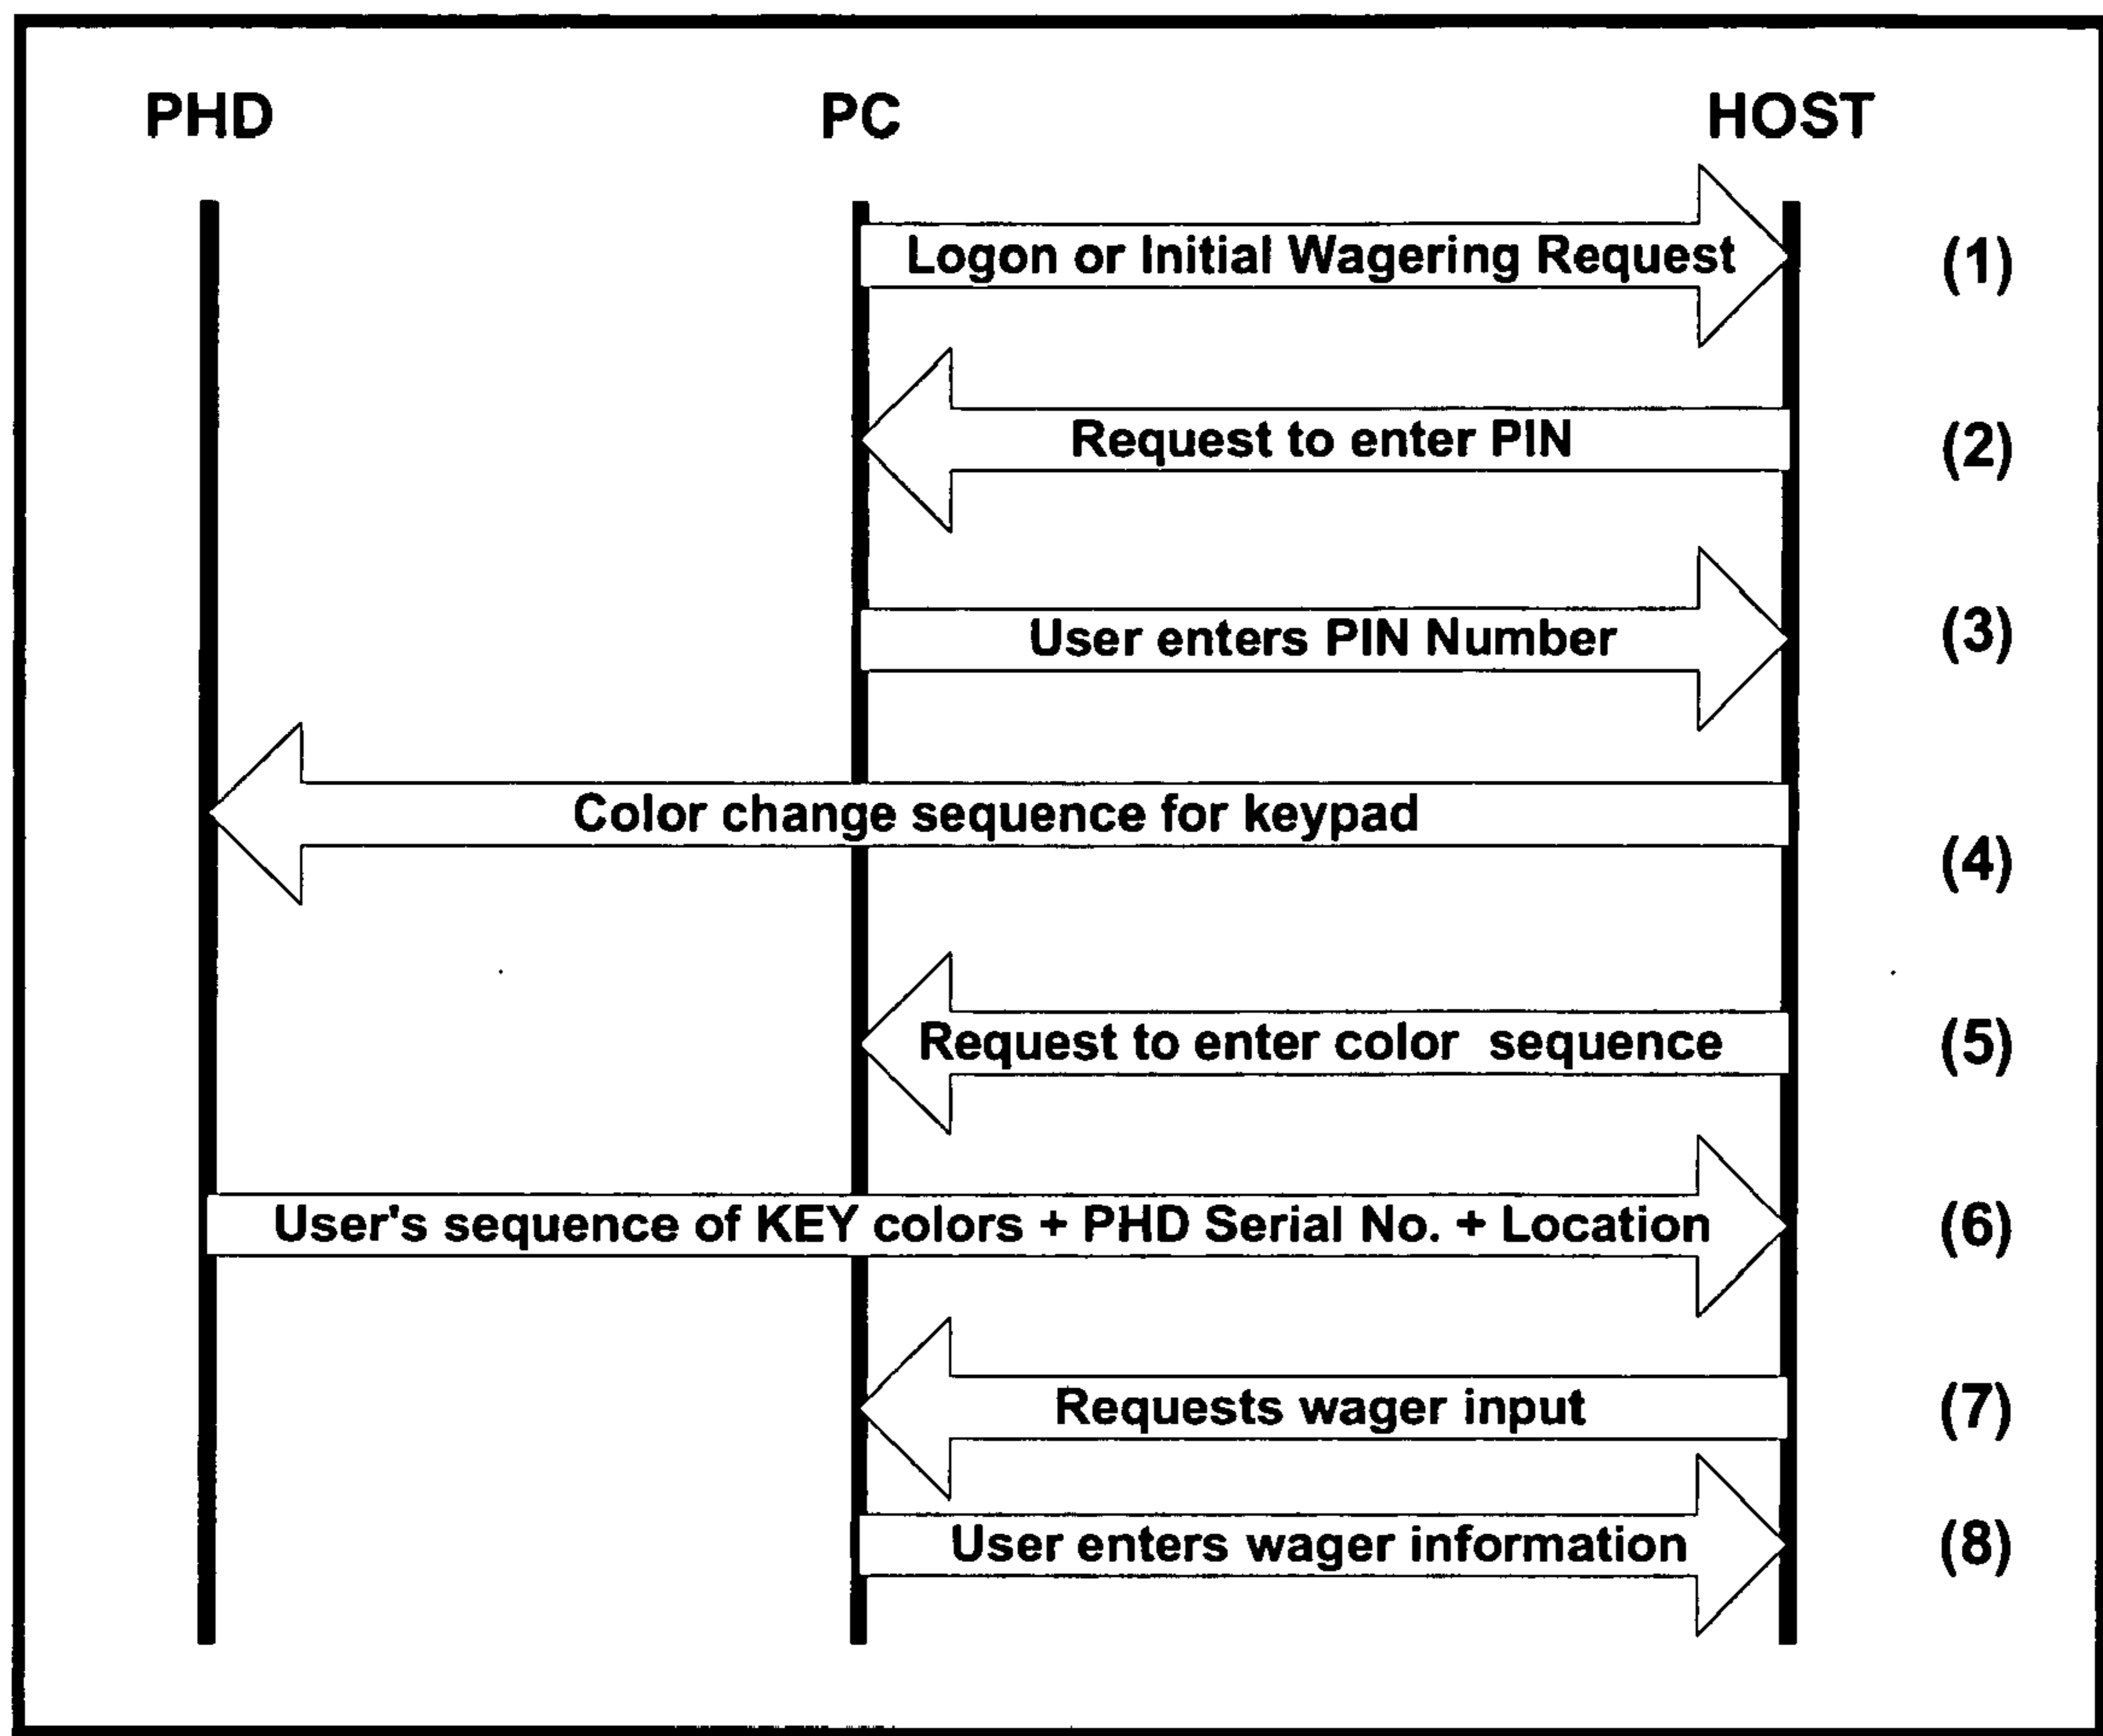 PHD PC HOST
Logon or Initial Wagering Request (1)
Request to enter PIN (2)
User enters PIN Number (3)
Color change sequence for keypad (4)
Request to enter color sequence (5)
User's sequence of KEY colors + PHD Serial No. + Location (6)
Requests wager input (7)
User enters wager information (8)